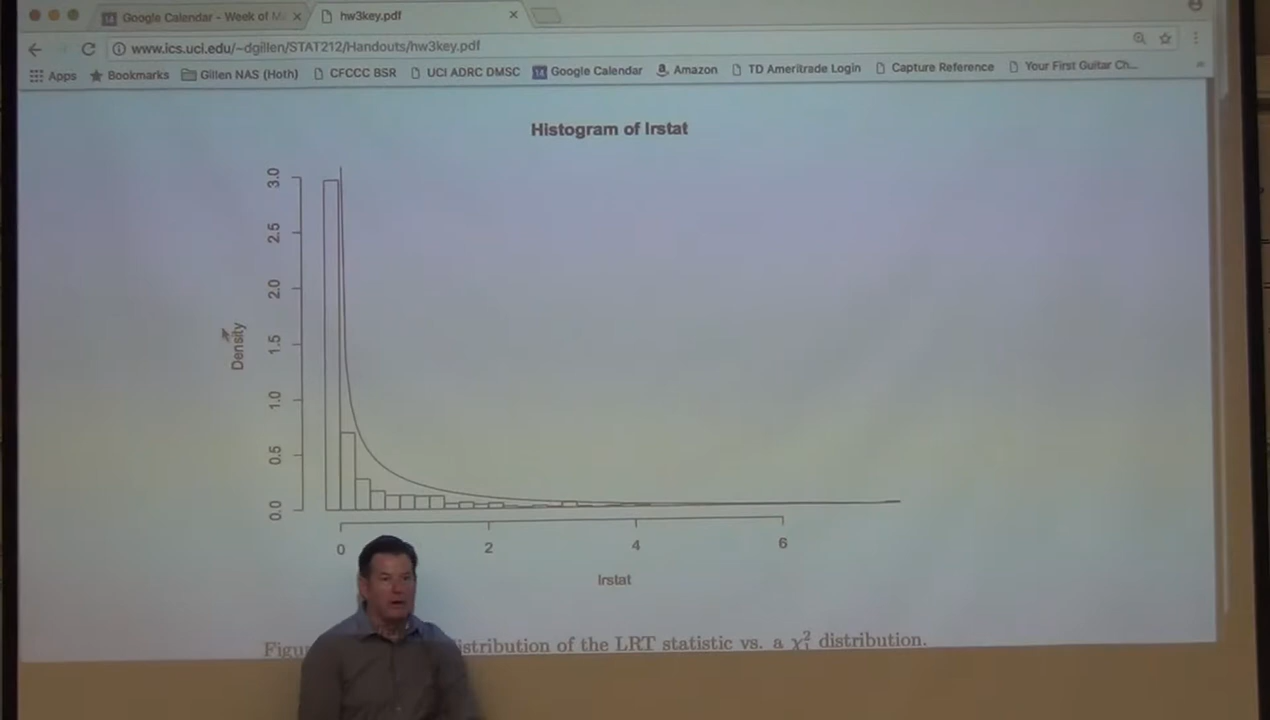 Google Calendar - Week of M
hw3key.pdf
www.ics.uci.edu/~dgillen/STAT212/Handouts/hw3key.pdf
Apps Bookmarks Gillen NAS (Hoth) CFCCC BSR UCI ADRC DMSC 14 Google Calendar Amazon TD Ameritrade Login Capture Reference Your First Guitar Ch...
Histogram of lrstat
3.0
2.5
2.0
1.5
1.0
0.5
0.0
Density
0 2 4 6
lrstat
Figu istribution of the LRT statistic vs. a χ²₁ distribution.